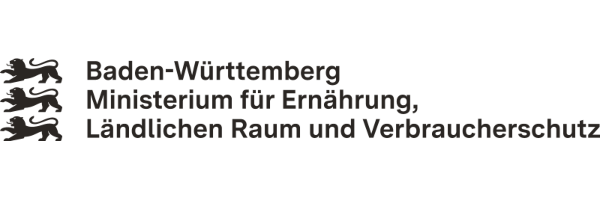 Baden-Württemberg
Ministerium für Ernährung,
Ländlichen Raum und Verbraucherschutz